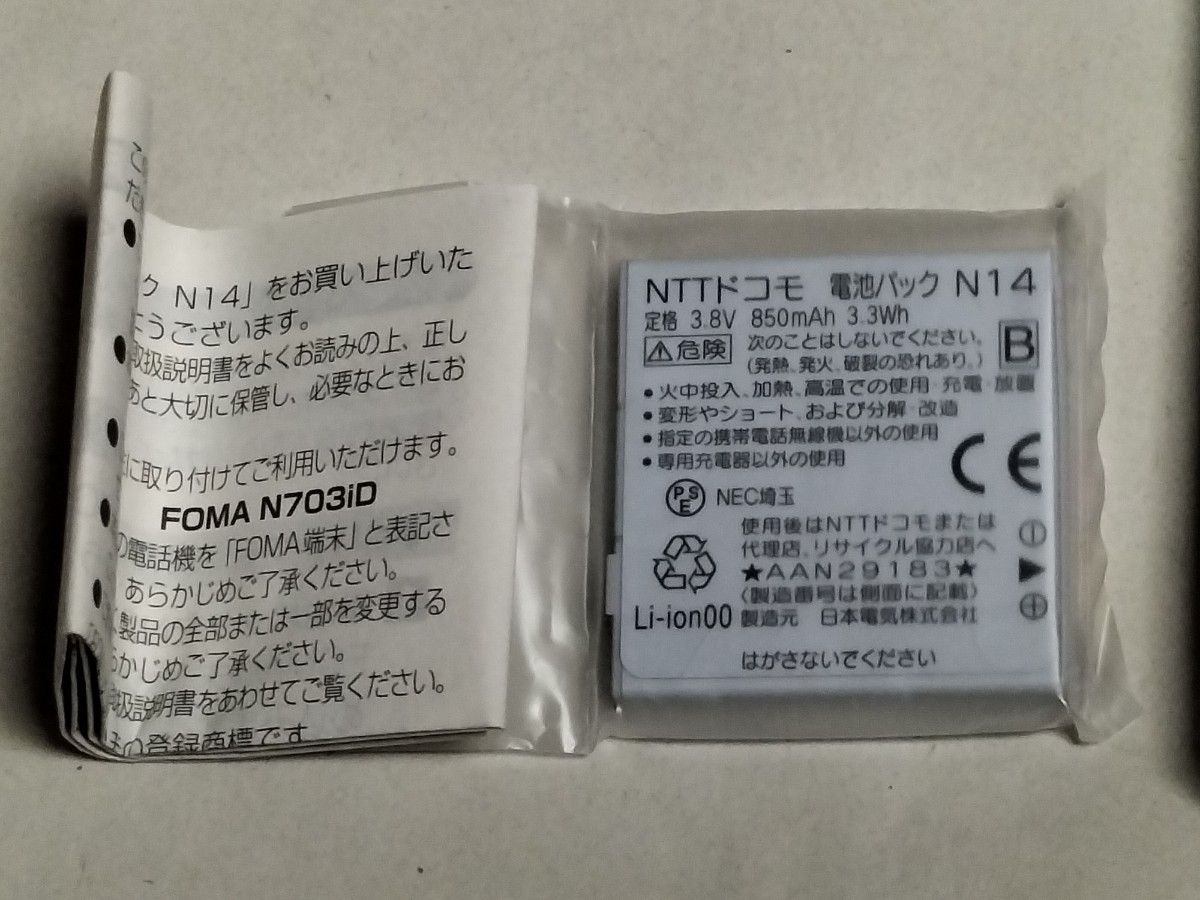 こ
た
ク N14」をお買い上げいた
ようございます。
取扱説明書をよくお読みの上、正し
あと大切に保管し、必要なときにお
に取り付けてご利用いただけます。
FOMA N703iD
の電話機を「FOMA端末」と表記さ
あらかじめご了承ください。
製品の全部または一部を変更する
らかじめご了承ください。
取扱説明書をあわせてご覧ください。
の登録商標です
NTTドコモ 電池パック N14
定格 3.8V 850mAh 3.3Wh
⚠危険 次のことはしないでください。
(発熱、発火、破裂の恐れあり。)
B
•火中投入、加熱、高温での使用・充電・放置
•変形やショート、および分解・改造
•指定の携帯電話無線機以外の使用
•専用充電器以外の使用
CE
PSE NEC埼玉
使用後はNTTドコモまたは
代理店、リサイクル協力店へ
★AAN29183★
(製造番号は側面に記載)
Li-ion00 製造元 日本電気株式会社
はがさないでください